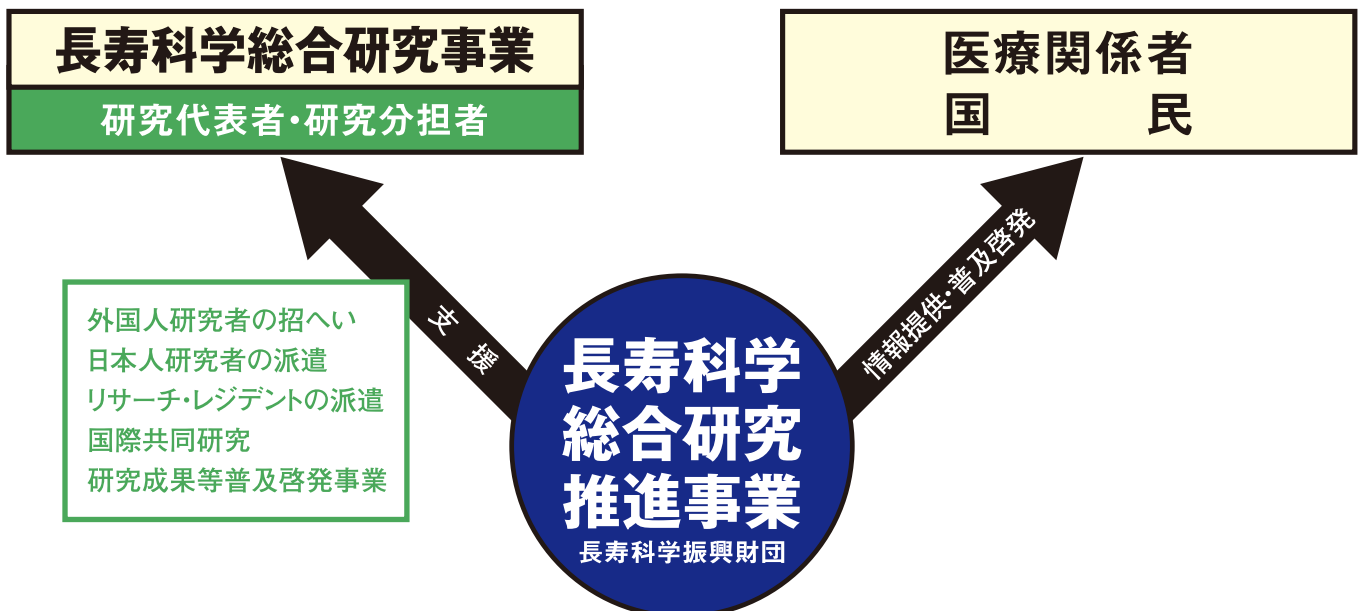 長寿科学総合研究事業
研究代表者・研究分担者
医療関係者
国　　　民
支　援
情報提供・普及啓発
外国人研究者の招へい
日本人研究者の派遣
リサーチ・レジデントの派遣
国際共同研究
研究成果等普及啓発事業
長寿科学
総合研究
推進事業
長寿科学振興財団